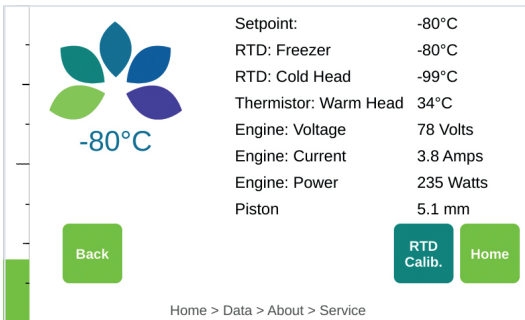 Setpoint: -80°C
RTD: Freezer -80°C
RTD: Cold Head -99°C
Thermistor: Warm Head 34°C
Engine: Voltage 78 Volts
Engine: Current 3.8 Amps
Engine: Power 235 Watts
Piston 5.1 mm
-80°C
Back
RTD
Calib.
Home
Home > Data > About > Service